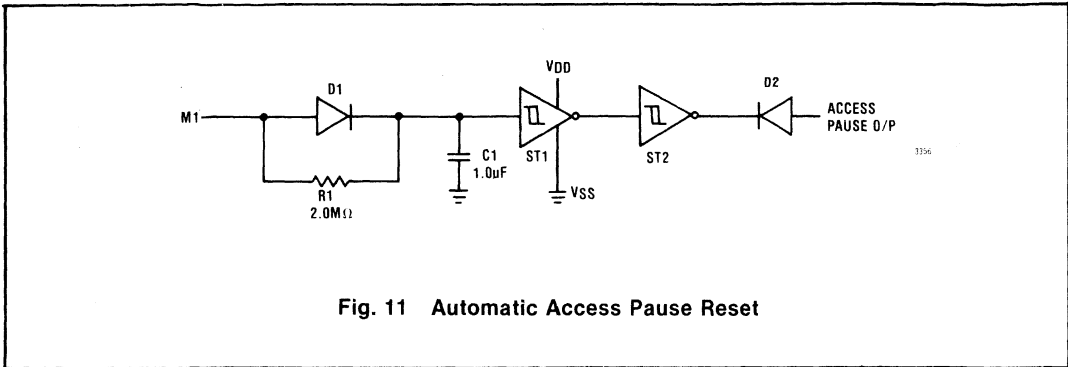 VDD
D1
D2
M1
ACCESS
PAUSE O/P
C1
1.0µF
ST1
ST2
3356
R1
2.0MΩ
VSS
Fig. 11 Automatic Access Pause Reset